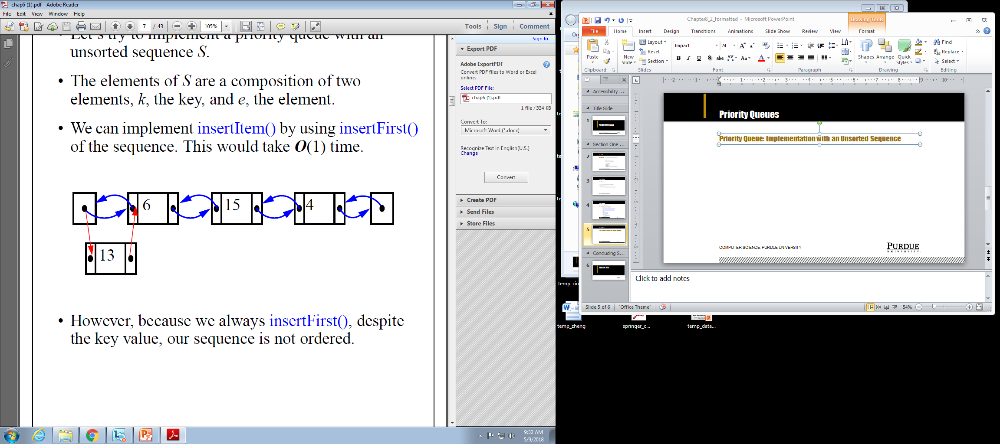 chap6 (1).pdf - Adobe Reader
File Edit View Window Help
7 / 43 105% Tools Sign Comment
unsorted sequence S.
• The elements of S are a composition of two
elements, k, the key, and e, the element.
• We can implement insertItem() by using insertFirst()
of the sequence. This would take O(1) time.
6 15 4
13
• However, because we always insertFirst(), despite
the key value, our sequence is not ordered.
Sign In
Export PDF
Adobe ExportPDF
Convert PDF files to Word or Excel
online.
Select PDF File:
chap6 (1).pdf
1 file / 334 KB
Convert To:
Microsoft Word (*.docx)
Recognize Text in English(U.S.)
Change
Convert
Create PDF
Send Files
Store Files
9:32 AM
5/9/2018
Chapter8_2_formatted - Microsoft PowerPoint
Drawing Tools
File Home Insert Design Transitions Animations Slide Show Review View Format
Paste
Clipboard
New
Slide
Layout
Reset
Section
Slides
Impact 24
B I U S abc AV Aa A
Font
Paragraph
Shapes Arrange Quick
Styles
Drawing
Find
Replace
Select
Editing
Accessibility ...
Title Slide
1
Section One ...
2
3
4
5
Concluding S...
6
Priority Queues
Priority Queue: Implementation with an Unsorted Sequence
COMPUTER SCIENCE, PURDUE UNIVERSITY
PURDUE
UNIVERSITY
Click to add notes
Slide 5 of 6 "Office Theme" 54%
temp_xio
temp_zheng
springer_c...
temp_data...